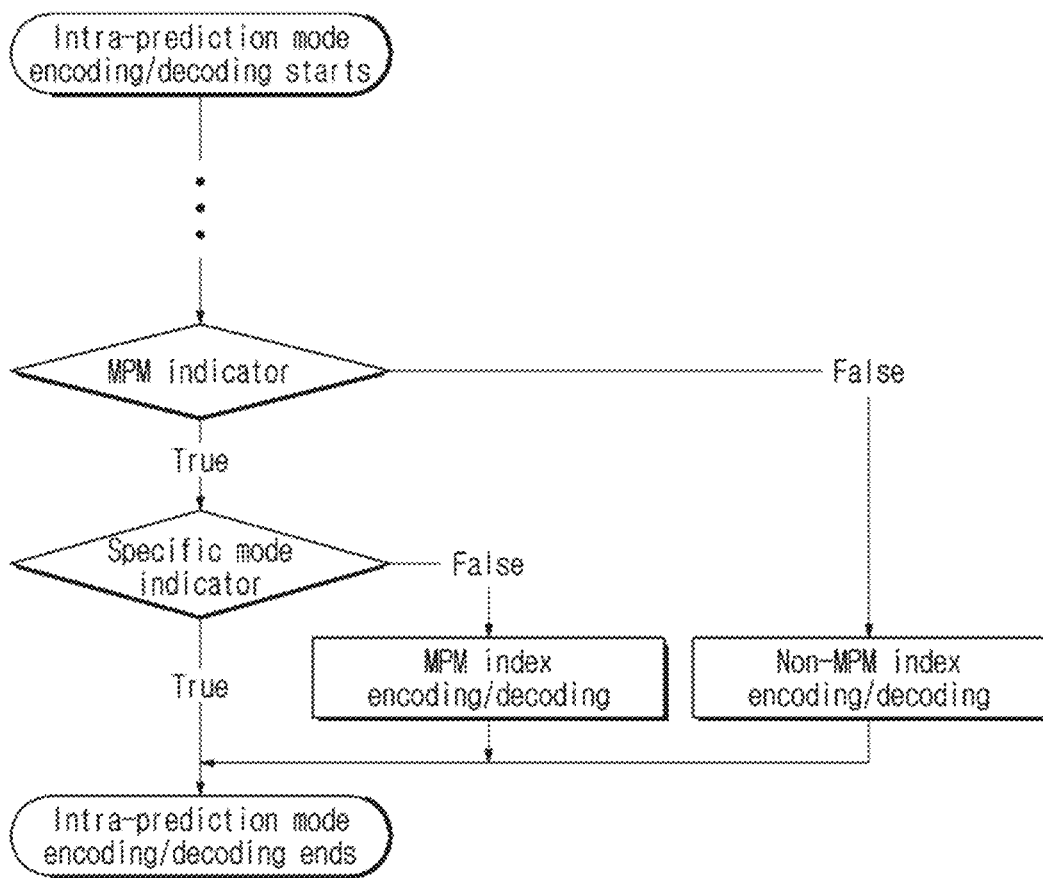 Intra-prediction mode
encoding/decoding starts
MPM indicator
False
True
Specific mode
indicator
False
True
MPM index
encoding/decoding
Non-MPM index
encoding/decoding
Intra-prediction mode
encoding/decoding ends